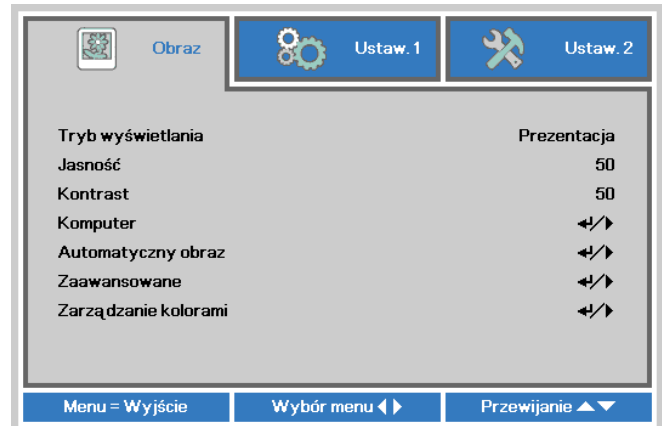 Obraz Ustaw.1 Ustaw.2
Tryb wyświetlania Prezentacja
Jasność 50
Kontrast 50
Komputer ↵/▶
Automatyczny obraz ↵/▶
Zaawansowane ↵/▶
Zarządzanie kolorami ↵/▶
Menu = Wyjście Wybór menu ◀▶ Przewijanie ▲▼